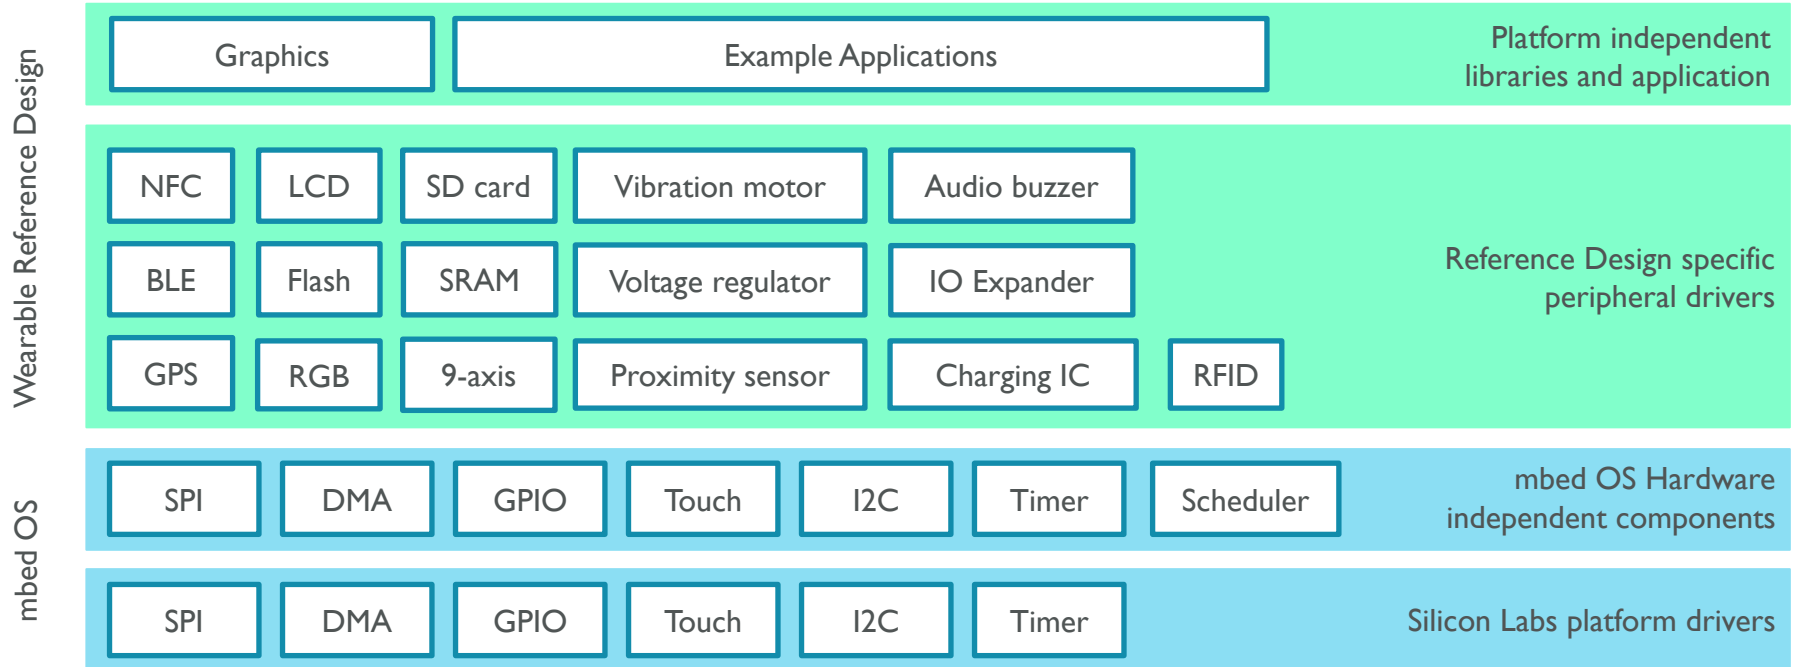 Wearable Reference Design
Graphics
Example Applications
Platform independent
libraries and application
NFC
LCD
SD card
Vibration motor
Audio buzzer
BLE
Flash
SRAM
Voltage regulator
IO Expander
GPS
RGB
9-axis
Proximity sensor
Charging IC
RFID
Reference Design specific
peripheral drivers
mbed OS
SPI
DMA
GPIO
Touch
I2C
Timer
Scheduler
mbed OS Hardware
independent components
SPI
DMA
GPIO
Touch
I2C
Timer
Silicon Labs platform drivers